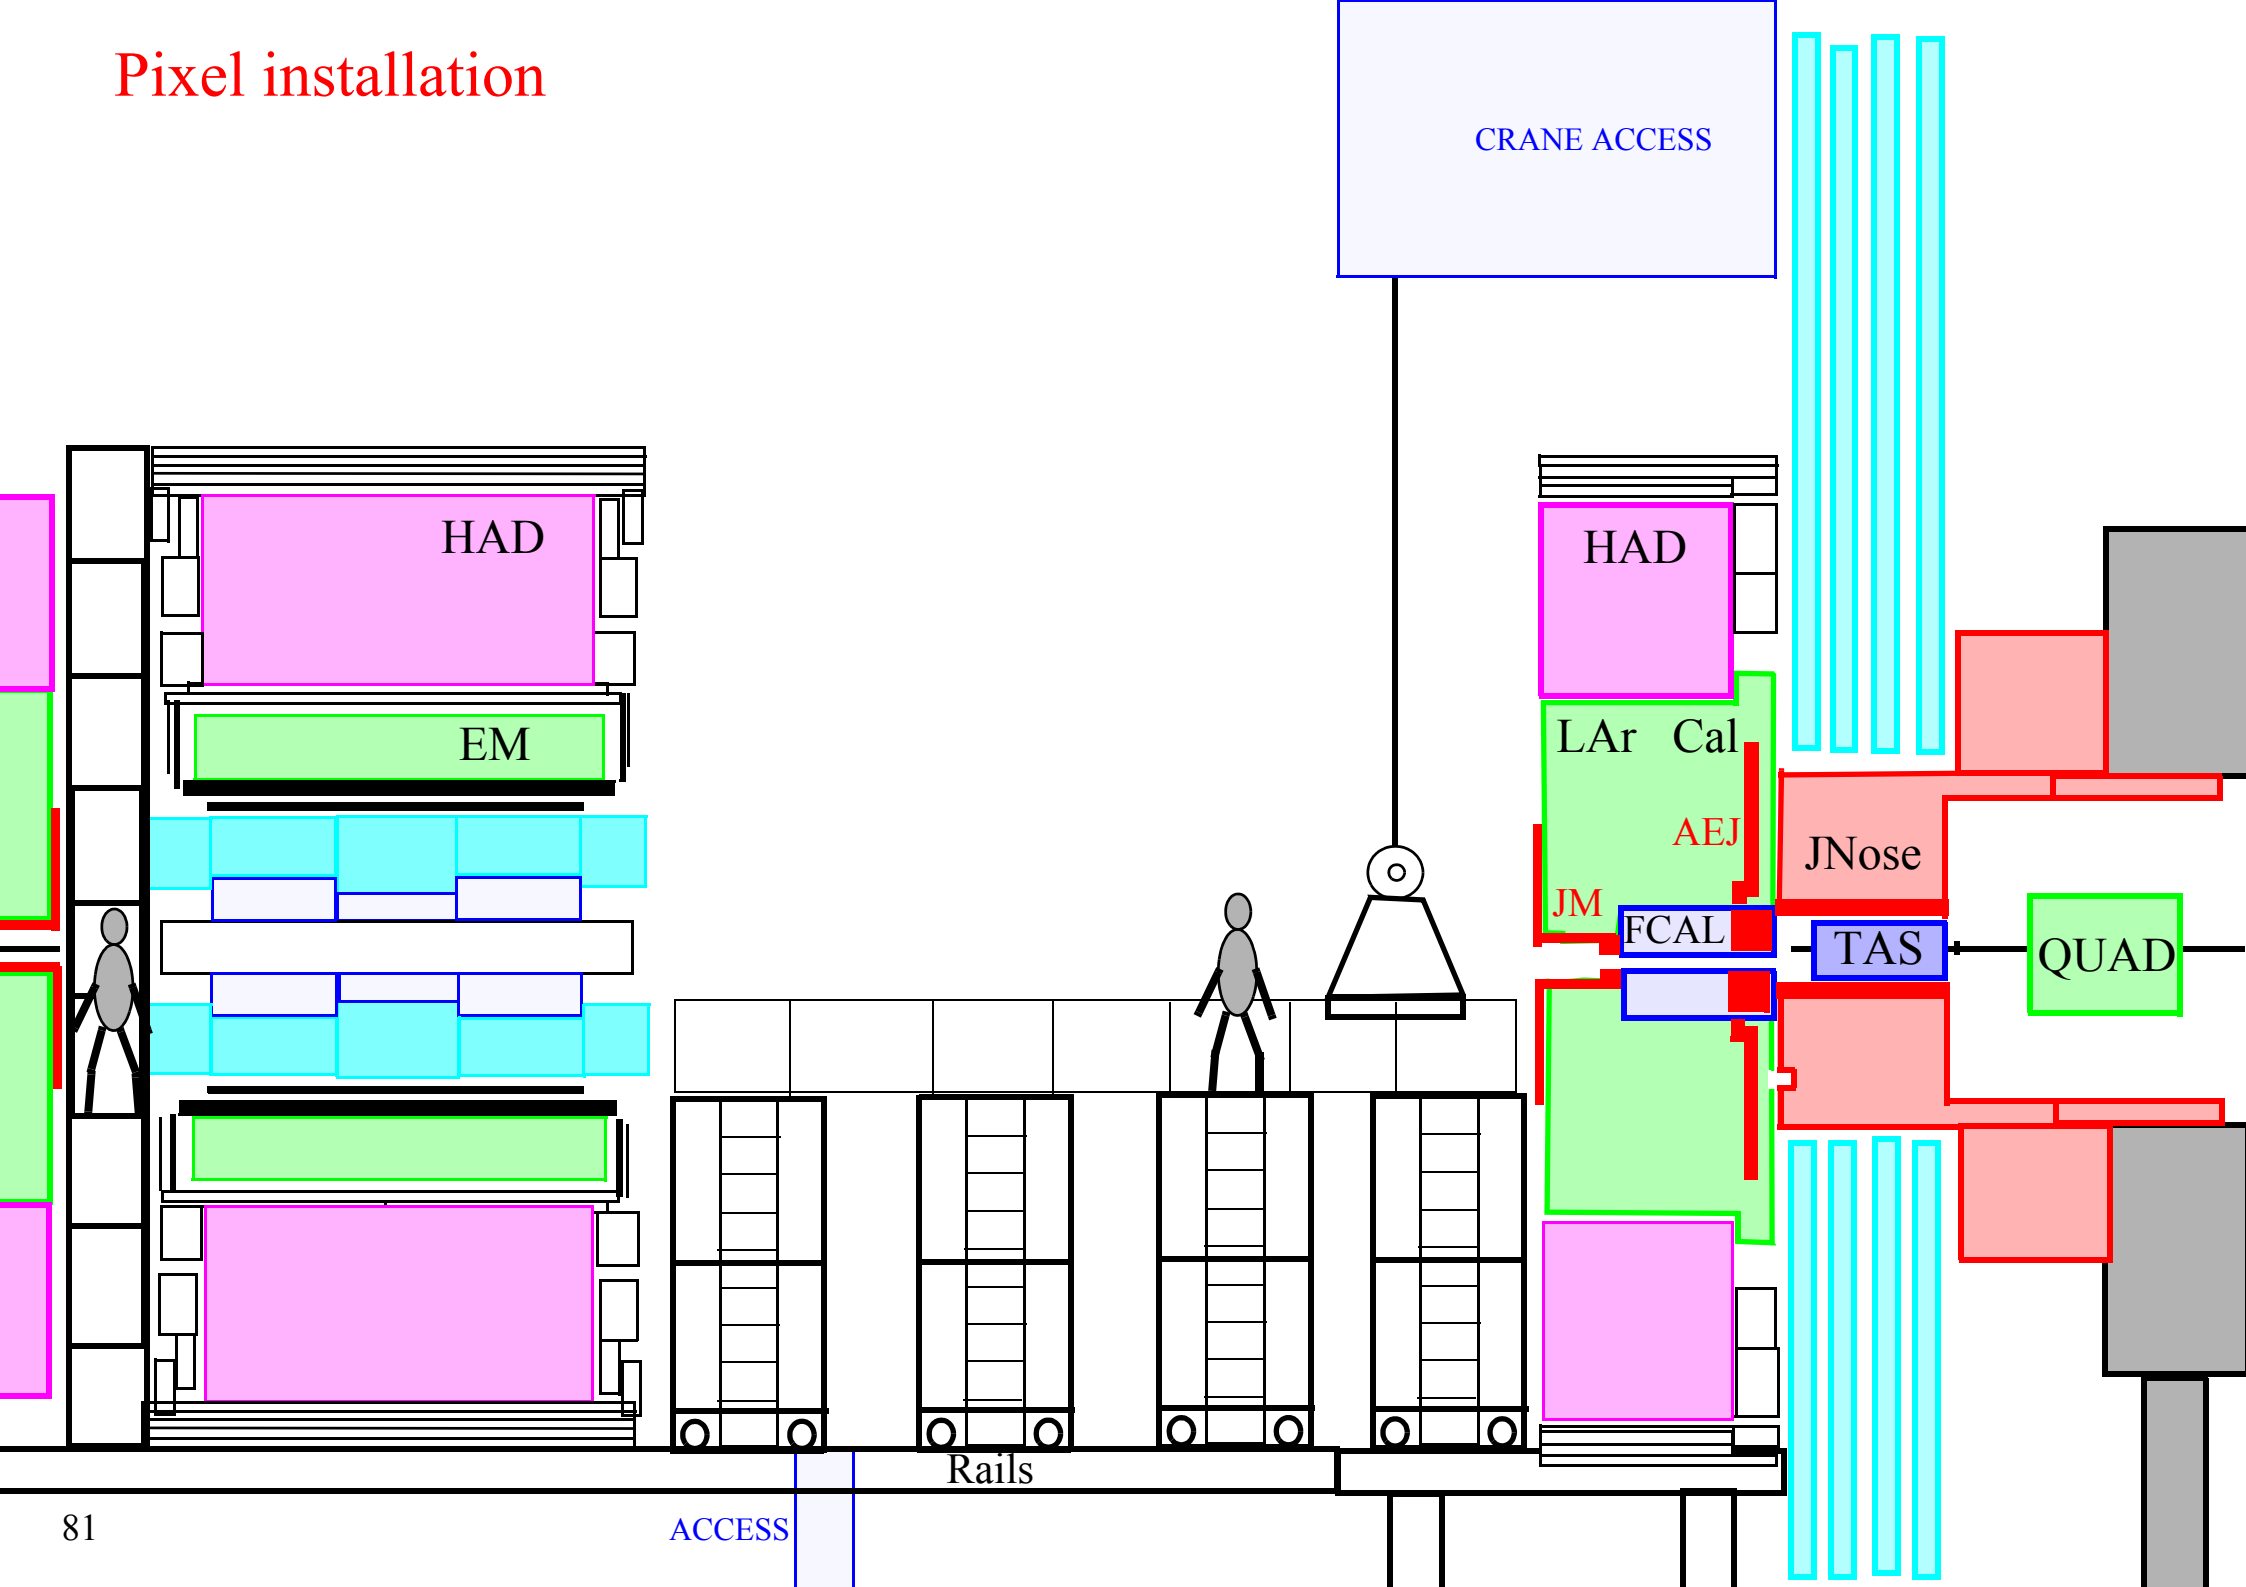 Pixel installation
CRANE ACCESS
HAD
HAD
EM
LAr Cal
AEJ
JNose
JM
FCAL
TAS
QUAD
Rails
81
ACCESS